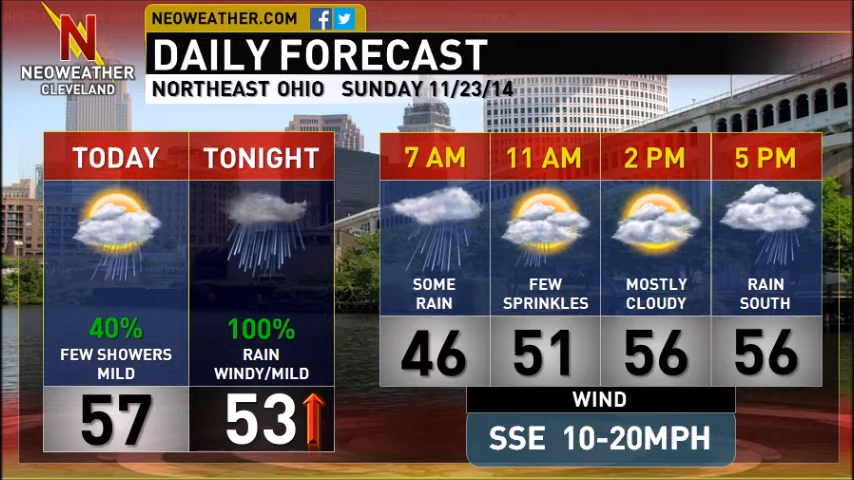 NEOWEATHER.COM
N
NEOWEATHER
CLEVELAND
DAILY FORECAST
NORTHEAST OHIO SUNDAY 11/23/14
TODAY
40%
FEW SHOWERS
MILD
57
TONIGHT
100%
RAIN
WINDY/MILD
53
7 AM
SOME
RAIN
46
11 AM
FEW
SPRINKLES
51
2 PM
MOSTLY
CLOUDY
56
5 PM
RAIN
SOUTH
56
WIND
SSE 10-20MPH